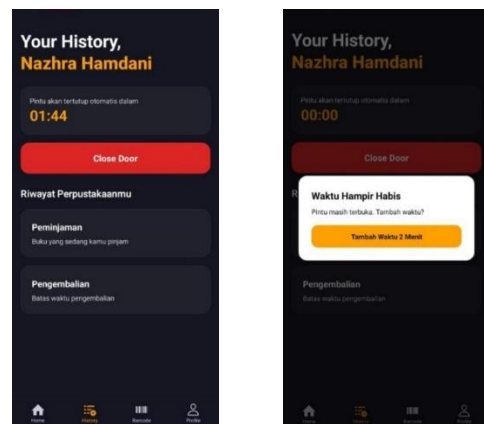 Your History,
Nazhra Hamdani
Pintu akan tertutup otomatis dalam
01:44
Close Door
Riwayat Perpustakaanmu
Peminjaman
Buku yang sedang kamu pinjam
Pengembalian
Batas waktu pengembalian
Home
History
Barcode
Profile
Your History,
Nazhra Hamdani
Pintu akan tertutup otomatis dalam
00:00
Close Door
R
Waktu Hampir Habis
Pintu masih terbuka. Tambah waktu?
Tambah Waktu 2 Menit
Pengembalian
Batas waktu pengembalian
Home
History
Barcode
Profile